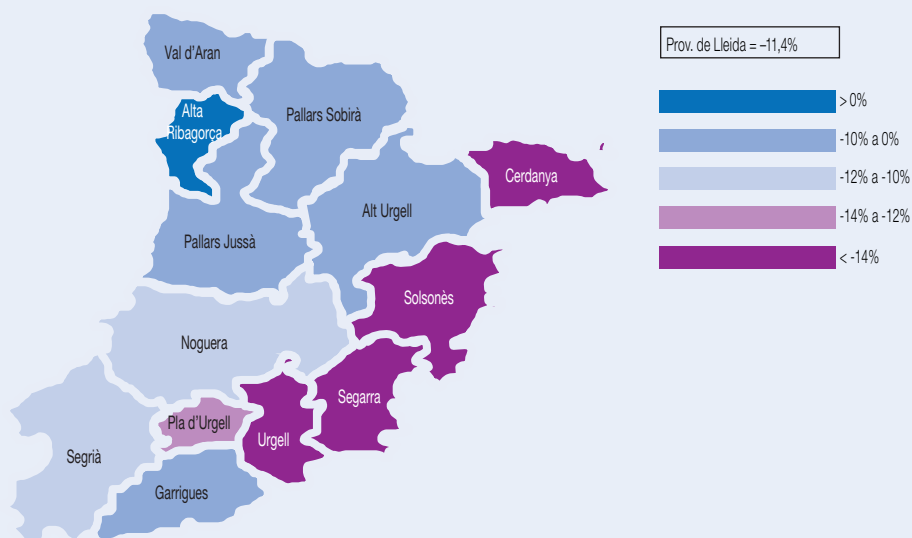 Val d'Aran
Alta
Ribagorça
Pallars Sobirà
Cerdanya
Alt Urgell
Pallars Jussà
Solsonès
Noguera
Segarra
Pla d'Urgell
Urgell
Segrià
Garrigues
Prov. de Lleida = –11,4%
> 0%
-10% a 0%
-12% a -10%
-14% a -12%
< -14%